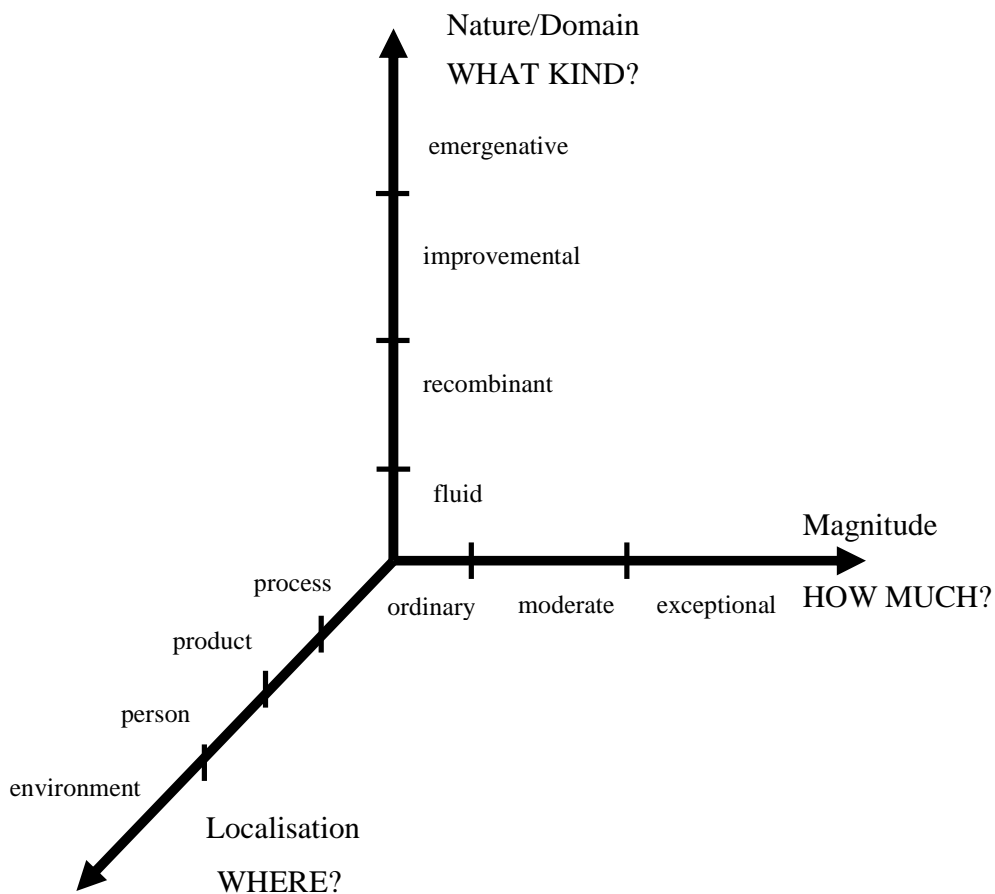 Nature/Domain
WHAT KIND?
emergenative
improvemental
recombinant
fluid
Magnitude
HOW MUCH?
ordinary
moderate
exceptional
process
product
person
environment
Localisation
WHERE?